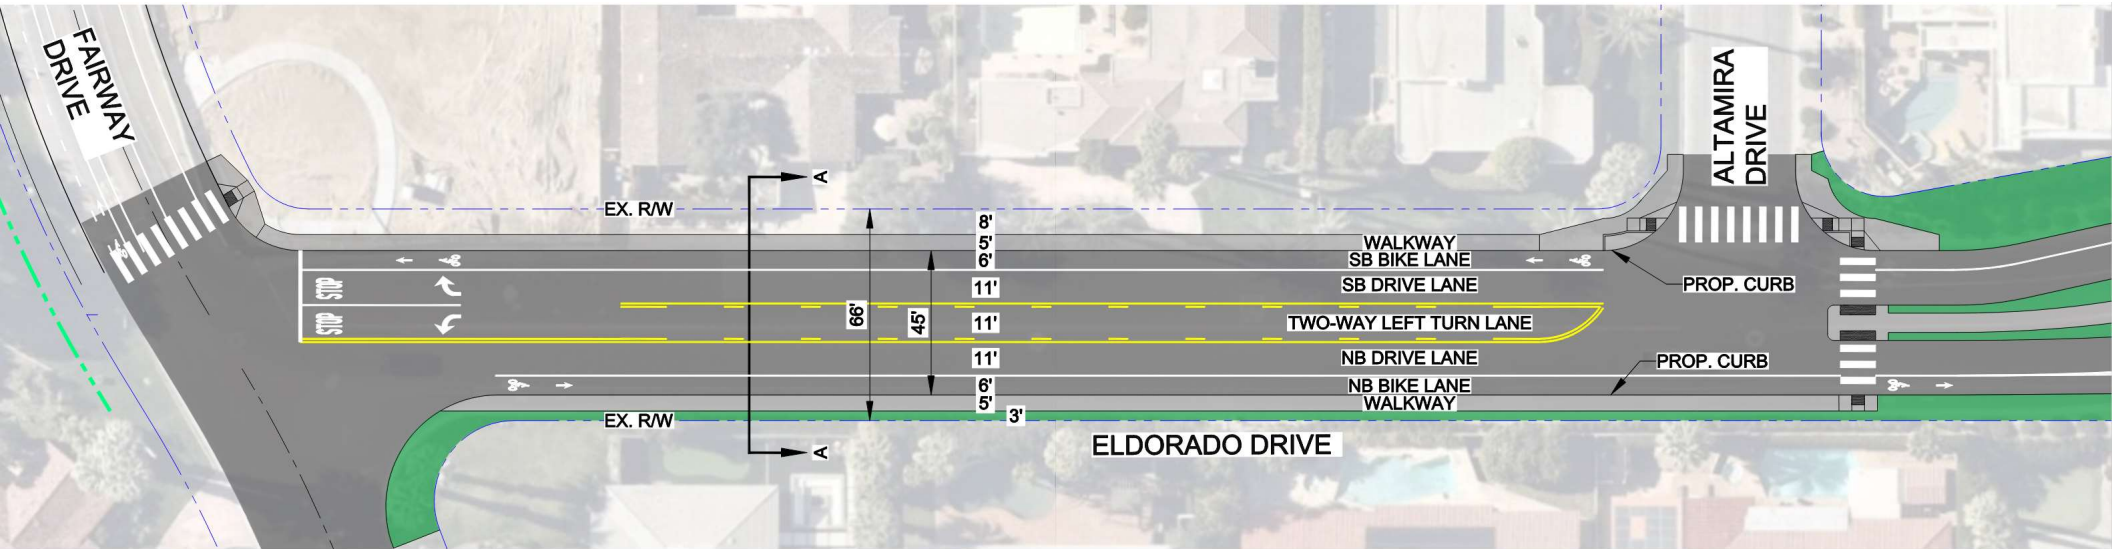 FAIRWAY
DRIVE
ALTAMIRA
DRIVE
A
EX. R/W
8'
5'
WALKWAY
6'
SB BIKE LANE
STOP
11'
SB DRIVE LANE
PROP. CURB
66'
45'
STOP
11'
TWO-WAY LEFT TURN LANE
11'
NB DRIVE LANE
PROP. CURB
6'
NB BIKE LANE
5'
WALKWAY
EX. R/W
3'
A
ELDORADO DRIVE